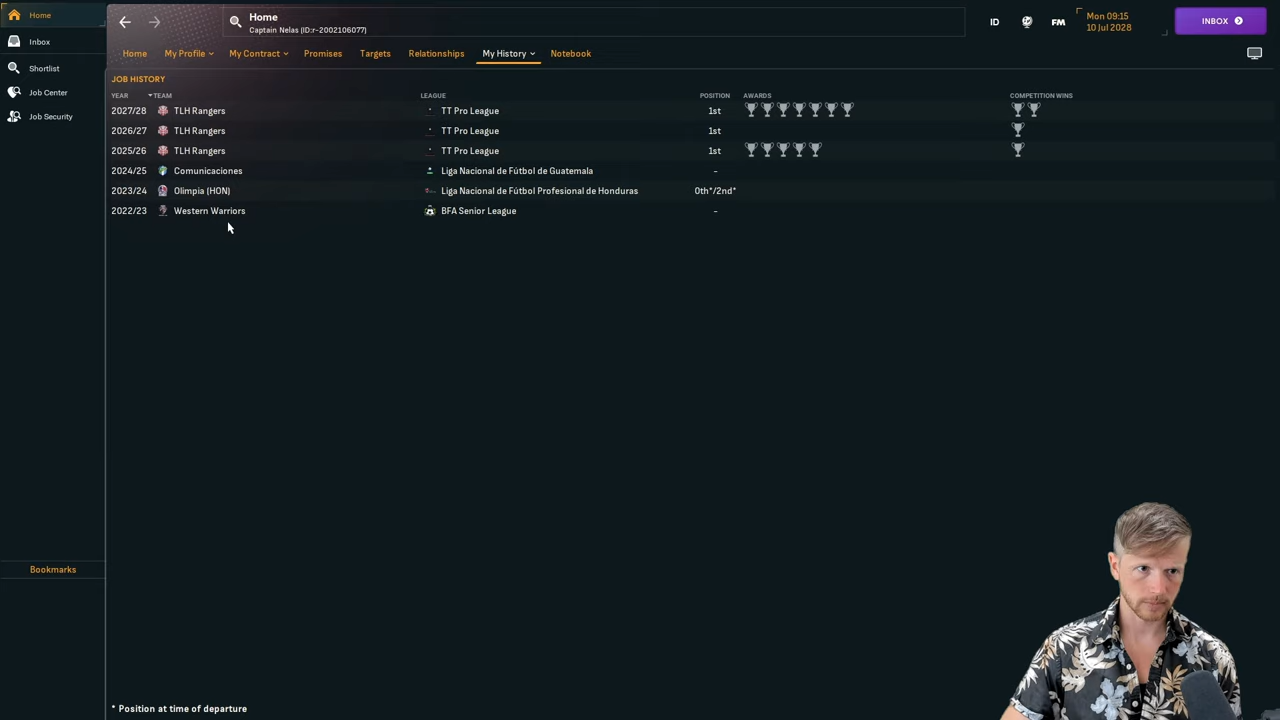 Home
Inbox
Shortlist
Job Center
Job Security
Bookmarks
Home
Captain Nelas (ID:r-2002106077)
ID
FM
Mon 09:15
10 Jul 2028
INBOX
Home My Profile My Contract Promises Targets Relationships My History Notebook
JOB HISTORY
YEAR TEAM LEAGUE POSITION AWARDS COMPETITION WINS
2027/28 TLH Rangers TT Pro League 1st
2026/27 TLH Rangers TT Pro League 1st
2025/26 TLH Rangers TT Pro League 1st
2024/25 Comunicaciones Liga Nacional de Fútbol de Guatemala -
2023/24 Olimpia (HON) Liga Nacional de Fútbol Profesional de Honduras 0th*/2nd*
2022/23 Western Warriors BFA Senior League -
* Position at time of departure